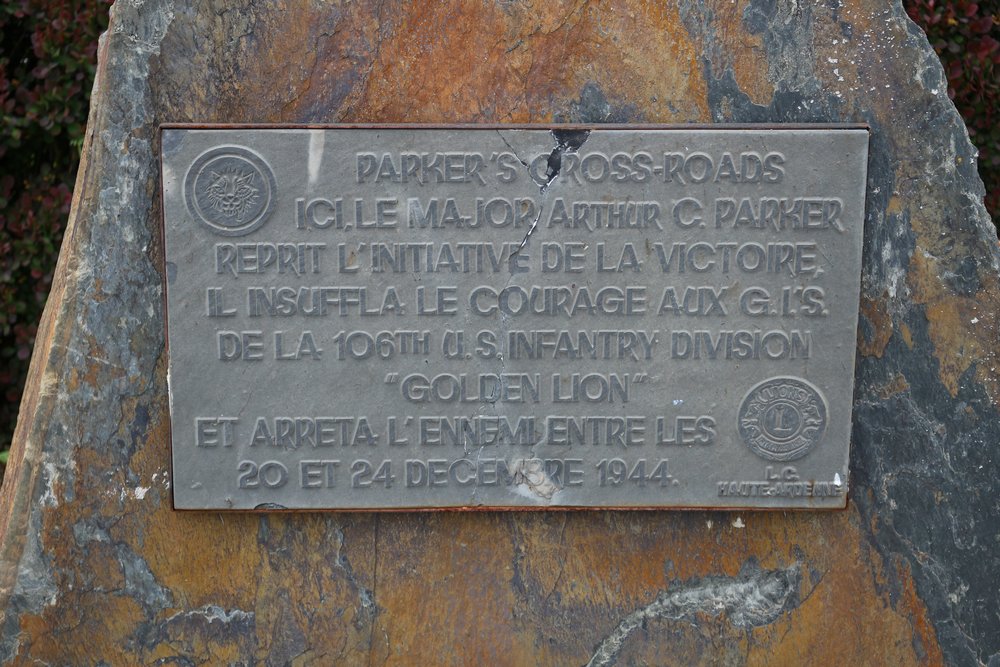 PARKER'S CROSS-ROADS
ICI, LE MAJOR ARTHUR C. PARKER
REPRIT L'INITIATIVE DE LA VICTOIRE,
IL INSUFFLA LE COURAGE AUX G.I'S.
DE LA 106TH U.S INFANTRY DIVISION
"GOLDEN LION"
ET ARRETA L'ENNEMI ENTRE LES
20 ET 24 DECEMBRE 1944.
LIONS
L
L.C.
HAUTE-ARDENNE